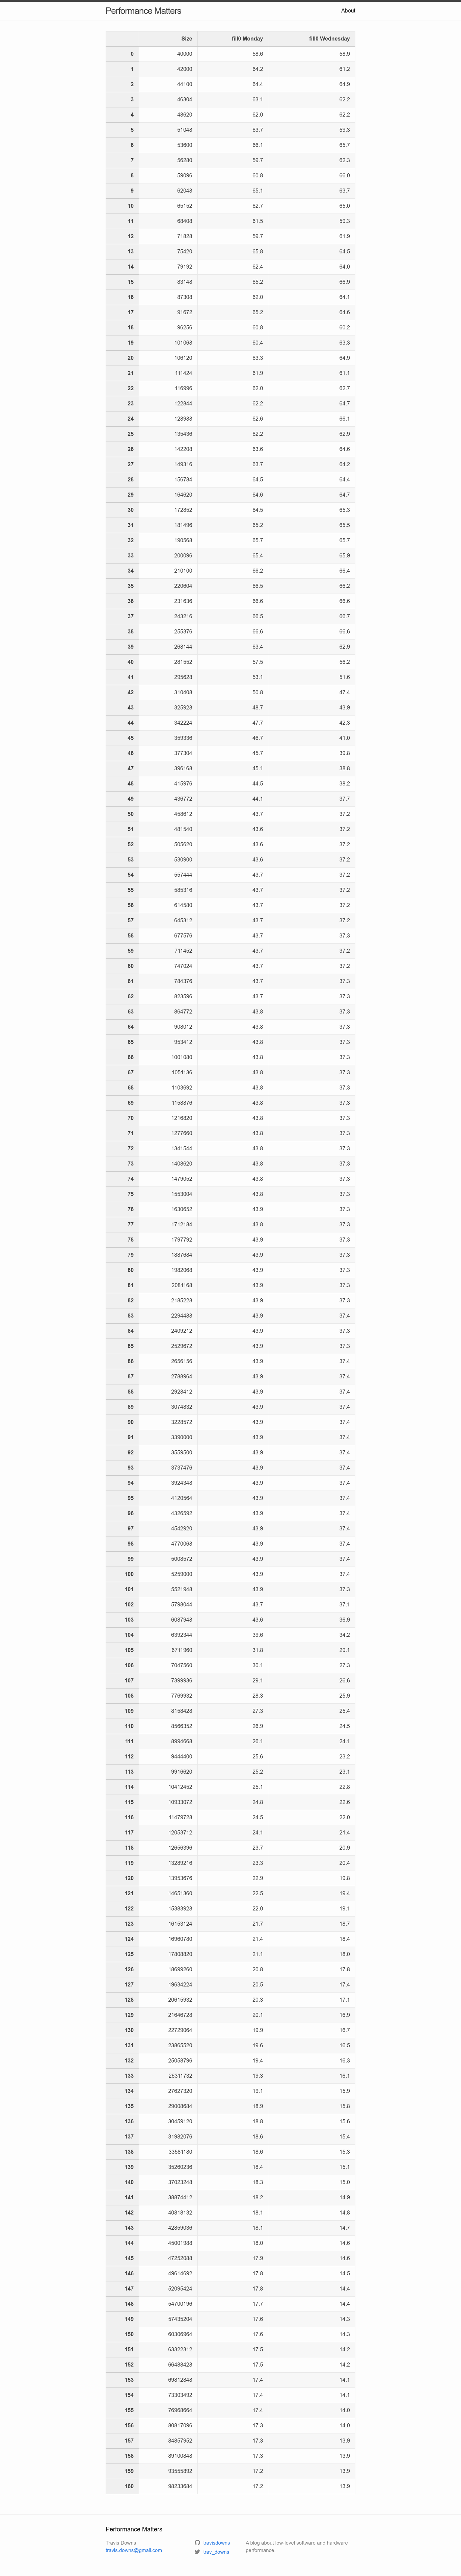 Performance Matters
About
Size fill0 Monday fill0 Wednesday
0 40000 58.6 58.9
1 42000 64.2 61.2
2 44100 64.4 64.9
3 46304 63.1 62.2
4 48620 62.0 62.2
5 51048 63.7 59.3
6 53600 66.1 65.7
7 56280 59.7 62.3
8 59096 60.8 66.0
9 62048 65.1 63.7
10 65152 62.7 65.0
11 68408 61.5 59.3
12 71828 59.7 61.9
13 75420 65.8 64.5
14 79192 62.4 64.0
15 83148 65.2 66.9
16 87308 62.0 64.1
17 91672 65.2 64.6
18 96256 60.8 60.2
19 101068 60.4 63.3
20 106120 63.3 64.9
21 111424 61.9 61.1
22 116996 62.0 62.7
23 122844 62.2 64.7
24 128988 62.6 66.1
25 135436 62.2 62.9
26 142208 63.6 64.6
27 149316 63.7 64.2
28 156784 64.5 64.4
29 164620 64.6 64.7
30 172852 64.5 65.3
31 181496 65.2 65.5
32 190568 65.7 65.7
33 200096 65.4 65.9
34 210100 66.2 66.4
35 220604 66.5 66.2
36 231636 66.6 66.6
37 243216 66.5 66.7
38 255376 66.6 66.6
39 268144 63.4 62.9
40 281552 57.5 56.2
41 295628 53.1 51.6
42 310408 50.8 47.4
43 325928 48.7 43.9
44 342224 47.7 42.3
45 359336 46.7 41.0
46 377304 45.7 39.8
47 396168 45.1 38.8
48 415976 44.5 38.2
49 436772 44.1 37.7
50 458612 43.7 37.2
51 481540 43.6 37.2
52 505620 43.6 37.2
53 530900 43.6 37.2
54 557444 43.7 37.2
55 585316 43.7 37.2
56 614580 43.7 37.2
57 645312 43.7 37.2
58 677576 43.7 37.3
59 711452 43.7 37.2
60 747024 43.7 37.2
61 784376 43.7 37.3
62 823596 43.7 37.3
63 864772 43.8 37.3
64 908012 43.8 37.3
65 953412 43.8 37.3
66 1001080 43.8 37.3
67 1051136 43.8 37.3
68 1103692 43.8 37.3
69 1158876 43.8 37.3
70 1216820 43.8 37.3
71 1277660 43.8 37.3
72 1341544 43.8 37.3
73 1408620 43.8 37.3
74 1479052 43.8 37.3
75 1553004 43.8 37.3
76 1630652 43.9 37.3
77 1712184 43.8 37.3
78 1797792 43.9 37.3
79 1887684 43.9 37.3
80 1982068 43.9 37.3
81 2081168 43.9 37.3
82 2185228 43.9 37.3
83 2294488 43.9 37.4
84 2409212 43.9 37.3
85 2529672 43.9 37.3
86 2656156 43.9 37.4
87 2788964 43.9 37.4
88 2928412 43.9 37.4
89 3074832 43.9 37.4
90 3228572 43.9 37.4
91 3390000 43.9 37.4
92 3559500 43.9 37.4
93 3737476 43.9 37.4
94 3924348 43.9 37.4
95 4120564 43.9 37.4
96 4326592 43.9 37.4
97 4542920 43.9 37.4
98 4770068 43.9 37.4
99 5008572 43.9 37.4
100 5259000 43.9 37.4
101 5521948 43.9 37.3
102 5798044 43.7 37.1
103 6087948 43.6 36.9
104 6392344 39.6 34.2
105 6711960 31.8 29.1
106 7047560 30.1 27.3
107 7399936 29.1 26.6
108 7769932 28.3 25.9
109 8158428 27.3 25.4
110 8566352 26.9 24.5
111 8994668 26.1 24.1
112 9444400 25.6 23.2
113 9916620 25.2 23.1
114 10412452 25.1 22.8
115 10933072 24.8 22.6
116 11479728 24.5 22.0
117 12053712 24.1 21.4
118 12656396 23.7 20.9
119 13289216 23.3 20.4
120 13953676 22.9 19.8
121 14651360 22.5 19.4
122 15383928 22.0 19.1
123 16153124 21.7 18.7
124 16960780 21.4 18.4
125 17808820 21.1 18.0
126 18699260 20.8 17.8
127 19634224 20.5 17.4
128 20615932 20.3 17.1
129 21646728 20.1 16.9
130 22729064 19.9 16.7
131 23865520 19.6 16.5
132 25058796 19.4 16.3
133 26311732 19.3 16.1
134 27627320 19.1 15.9
135 29008684 18.9 15.8
136 30459120 18.8 15.6
137 31982076 18.6 15.4
138 33581180 18.6 15.3
139 35260236 18.4 15.1
140 37023248 18.3 15.0
141 38874412 18.2 14.9
142 40818132 18.1 14.8
143 42859036 18.1 14.7
144 45001988 18.0 14.6
145 47252088 17.9 14.6
146 49614692 17.8 14.5
147 52095424 17.8 14.4
148 54700196 17.7 14.4
149 57435204 17.6 14.3
150 60306964 17.6 14.3
151 63322312 17.5 14.2
152 66488428 17.5 14.2
153 69812848 17.4 14.1
154 73303492 17.4 14.1
155 76968664 17.4 14.0
156 80817096 17.3 14.0
157 84857952 17.3 13.9
158 89100848 17.3 13.9
159 93555892 17.2 13.9
160 98233684 17.2 13.9
Performance Matters
Travis Downs
travis.downs@gmail.com
travisdowns
trav_downs
A blog about low-level software and hardware
performance.